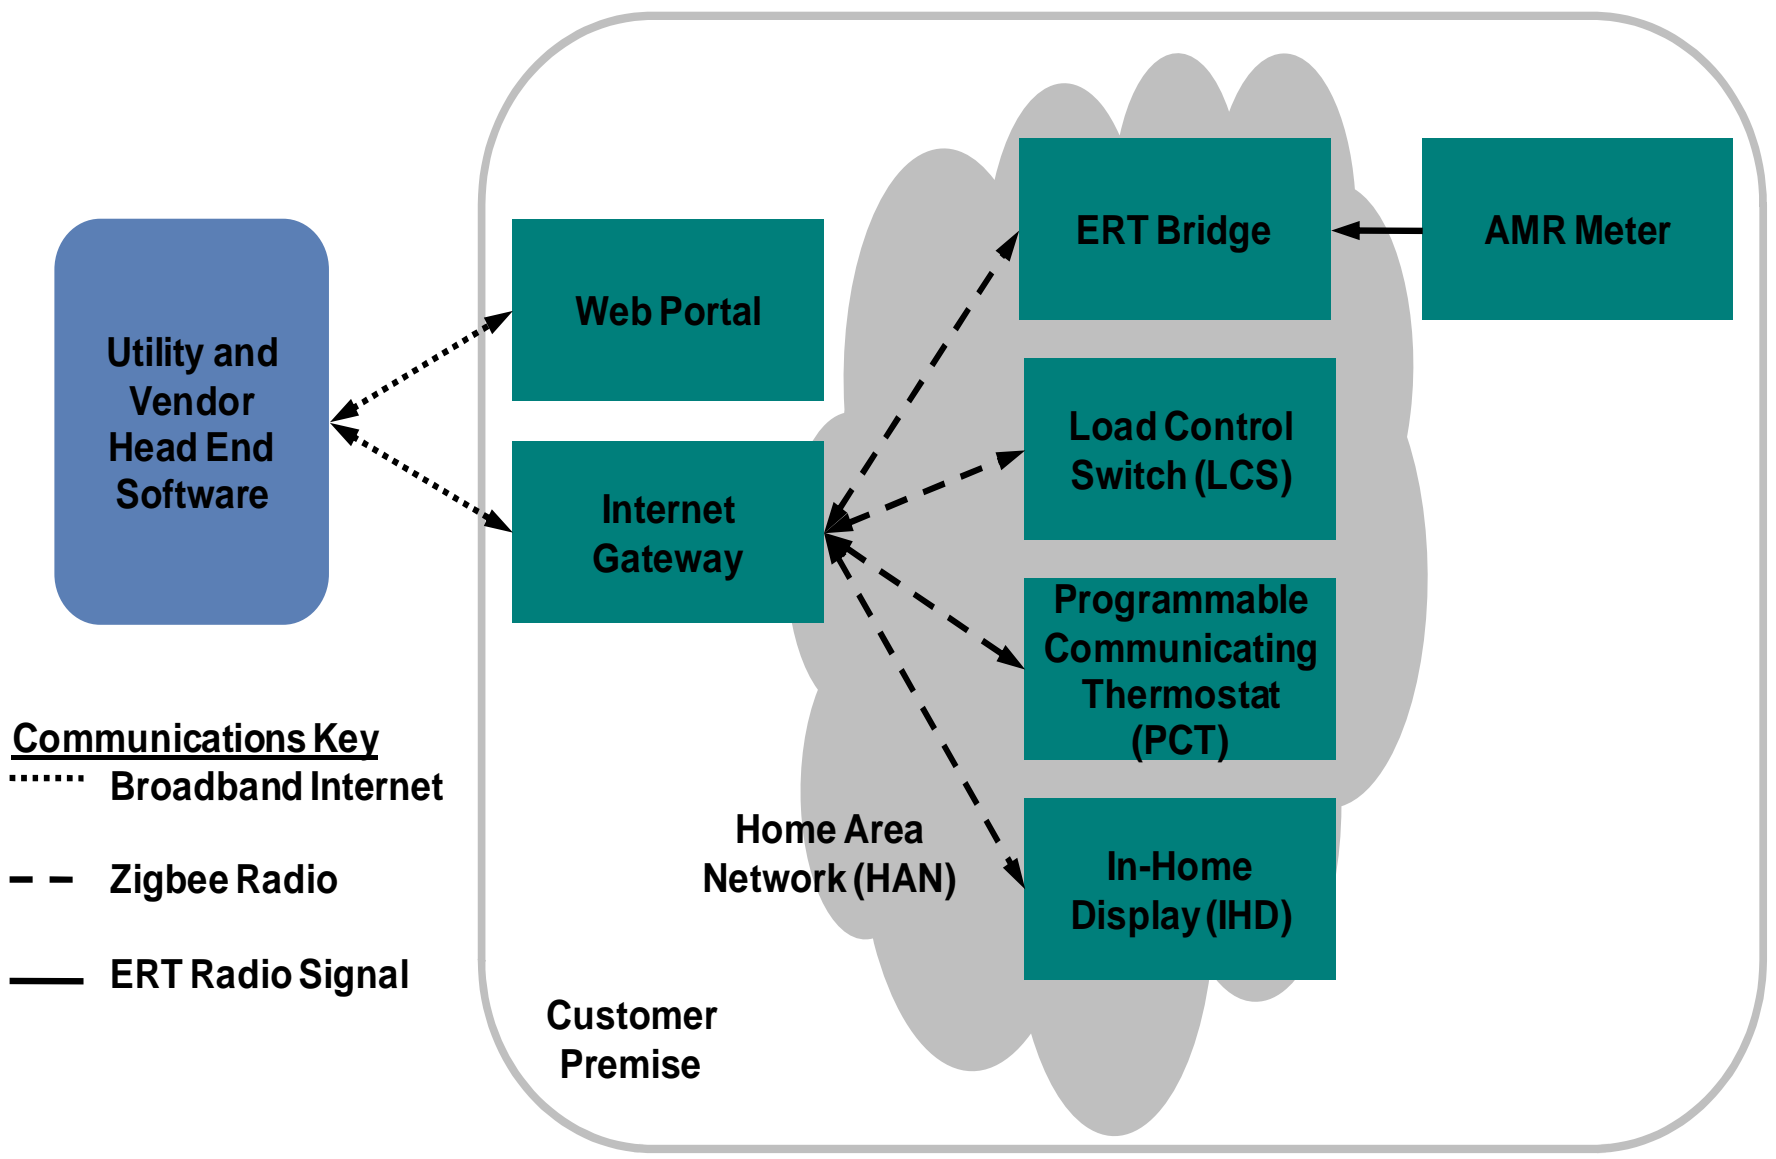 Utility and
Vendor
Head End
Software
Web Portal
Internet
Gateway
ERT Bridge
AMR Meter
Load Control
Switch (LCS)
Programmable
Communicating
Thermostat
(PCT)
In-Home
Display (IHD)
Home Area
Network (HAN)
Customer
Premise
Communications Key
Broadband Internet
Zigbee Radio
ERT Radio Signal